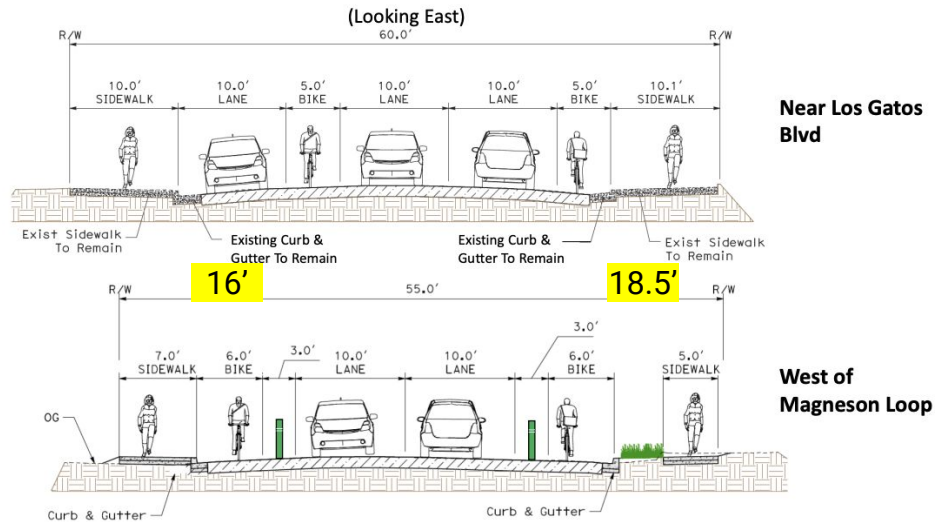 (Looking East)
R/W
60.0'
R/W
10.0'
SIDEWALK
10.0'
LANE
5.0'
BIKE
10.0'
LANE
10.0'
LANE
5.0'
BIKE
10.1'
SIDEWALK
Near Los Gatos
Blvd
Exist Sidewalk
To Remain
Existing Curb &
Gutter To Remain
Existing Curb &
Gutter To Remain
Exist Sidewalk
To Remain
16'
18.5'
R/W
55.0'
R/W
7.0'
SIDEWALK
6.0'
BIKE
3.0'
10.0'
LANE
10.0'
LANE
3.0'
6.0'
BIKE
5.0'
SIDEWALK
West of
Magneson Loop
OG
Curb & Gutter
Curb & Gutter